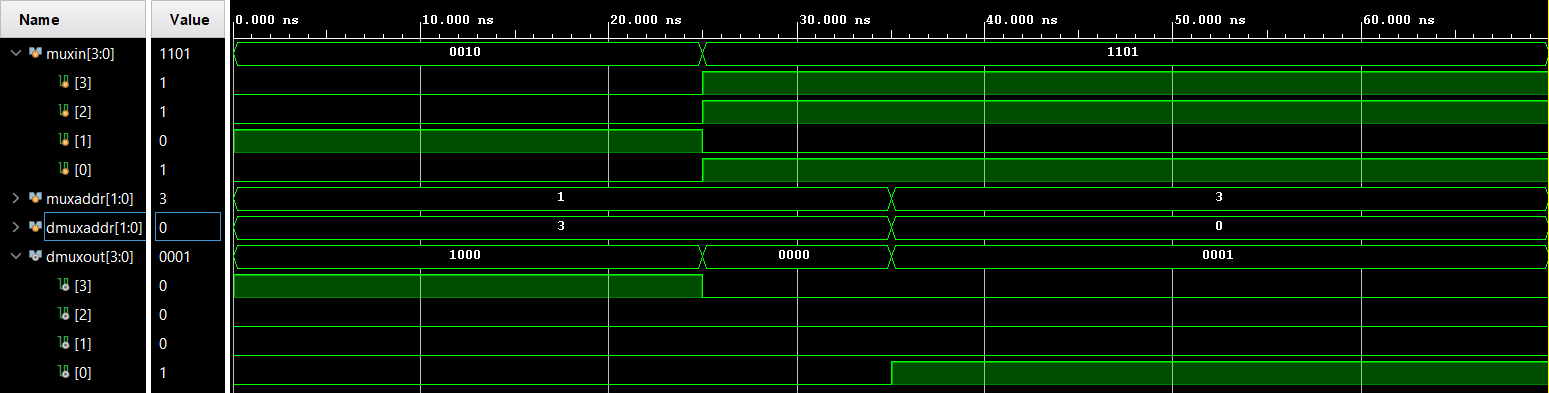 Name Value 0.000 ns 10.000 ns 20.000 ns 30.000 ns 40.000 ns 50.000 ns 60.000 ns
muxin[3:0] 1101 0010 1101
[3] 1
[2] 1
[1] 0
[0] 1
muxaddr[1:0] 3 1 3
dmuxaddr[1:0] 0 3 0
dmuxout[3:0] 0001 1000 0000 0001
[3] 0
[2] 0
[1] 0
[0] 1